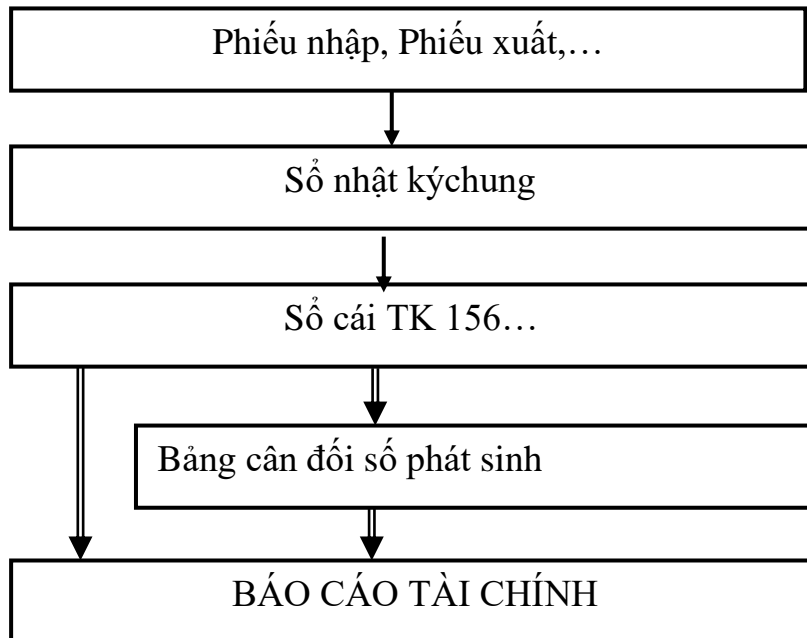 Phiếu nhập, Phiếu xuất,…
Sổ nhật kýchung
Sổ cái TK 156…
Bảng cân đối số phát sinh
BÁO CÁO TÀI CHÍNH